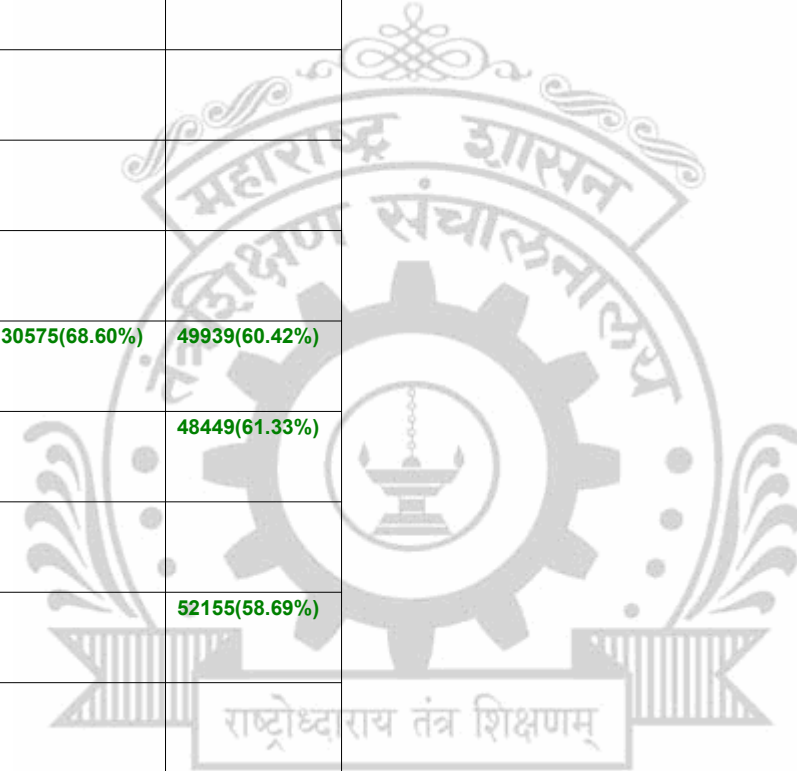 महाराष्ट्र शासन
तंत्रशिक्षण संचालनालय
30575(68.60%) 49939(60.42%)
48449(61.33%)
52155(58.69%)
राष्ट्रोध्दाराय तंत्र शिक्षणम्